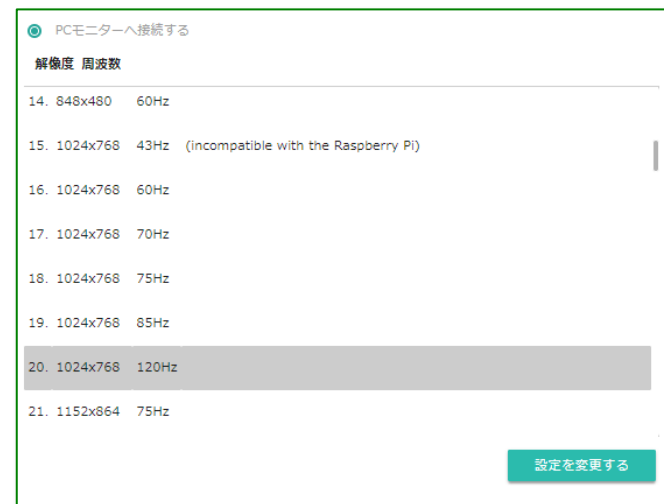 PCモニターへ接続する
解像度 周波数
14. 848x480 60Hz
15. 1024x768 43Hz (incompatible with the Raspberry Pi)
16. 1024x768 60Hz
17. 1024x768 70Hz
18. 1024x768 75Hz
19. 1024x768 85Hz
20. 1024x768 120Hz
21. 1152x864 75Hz
設定を変更する